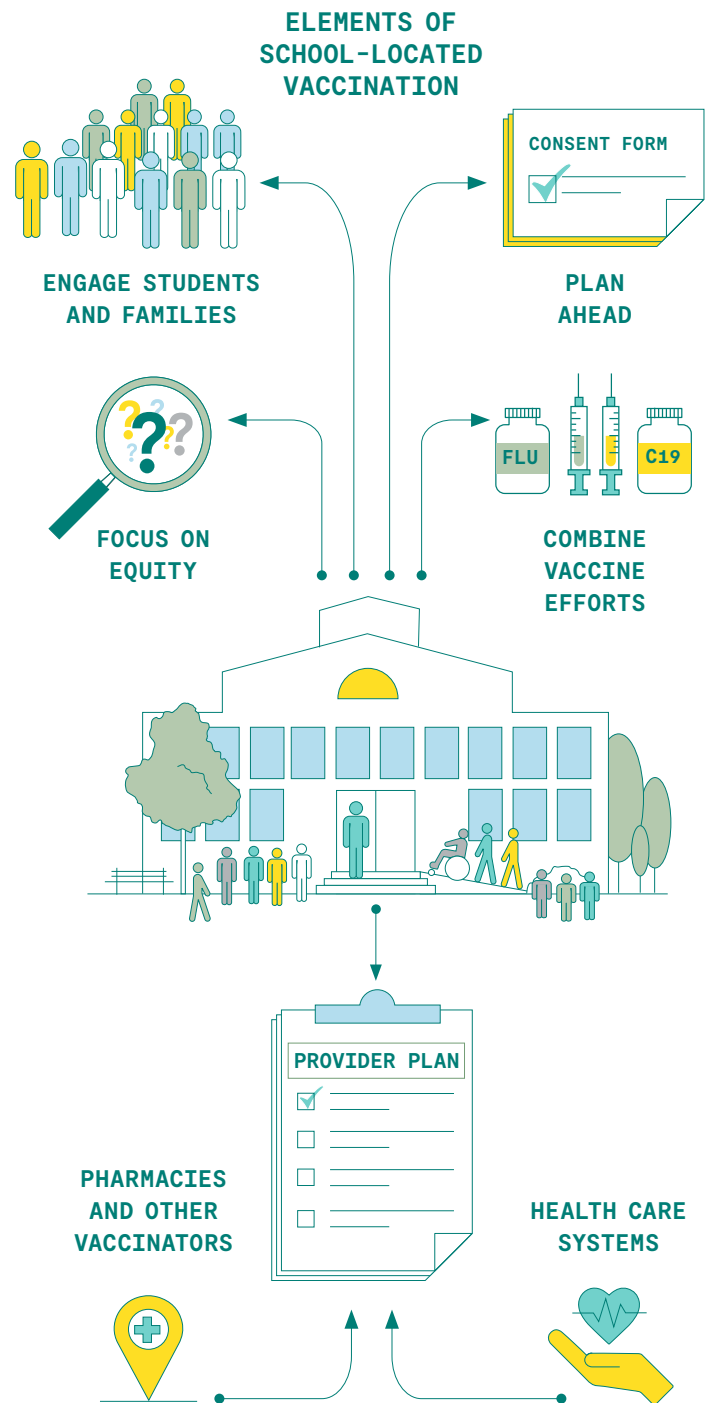 ELEMENTS OF
SCHOOL-LOCATED
VACCINATION
CONSENT FORM
ENGAGE STUDENTS
AND FAMILIES
PLAN
AHEAD
? ? ? ? ? ?
FLU
C19
FOCUS ON
EQUITY
COMBINE
VACCINE
EFFORTS
PROVIDER PLAN
PHARMACIES
AND OTHER
VACCINATORS
HEALTH CARE
SYSTEMS